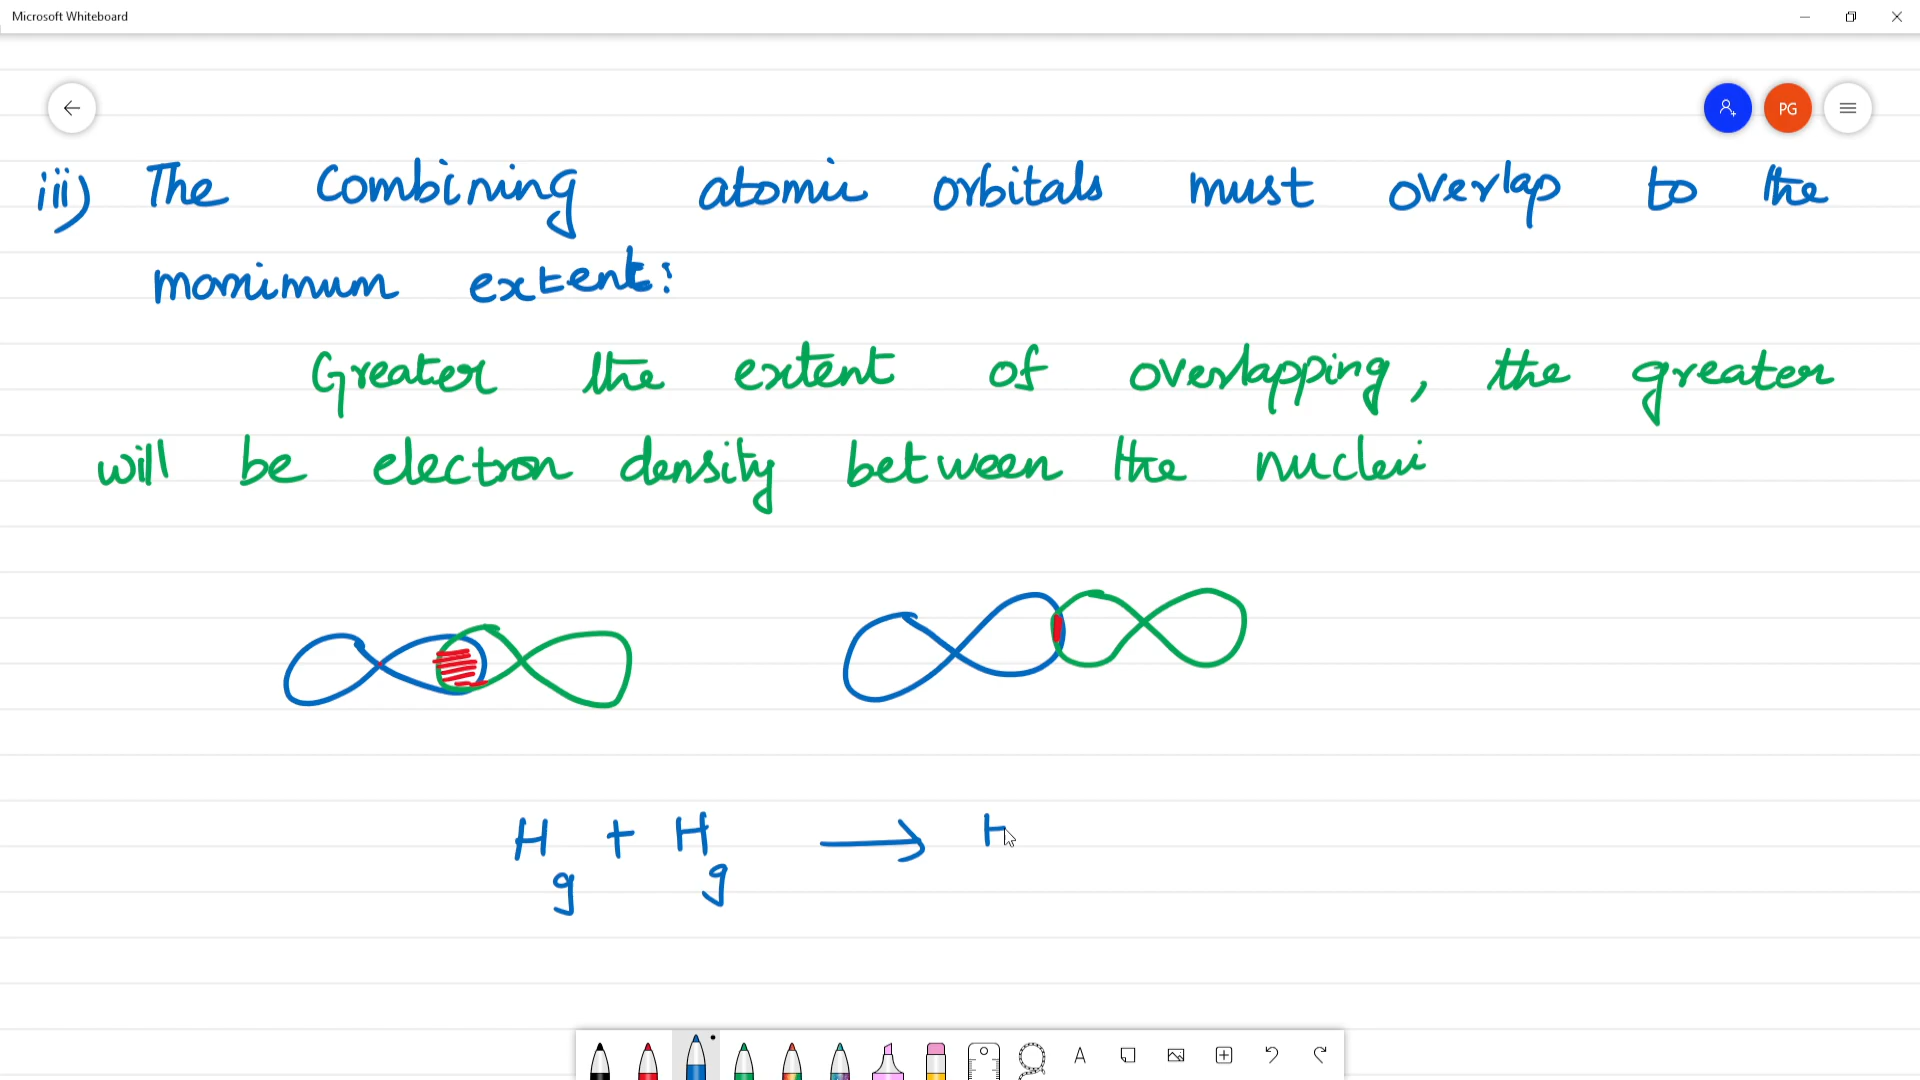 Microsoft Whiteboard
PG
iii) The Combining atomic orbitals must overlap to the
maximum extent:
Greater the extent of overlapping, the greater
will be electron density between the nuclei
H g + H g → H
A